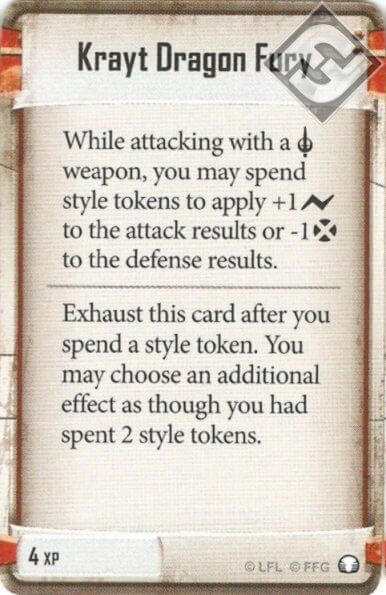 Krayt Dragon Fury
While attacking with a
weapon, you may spend
style tokens to apply +1
to the attack results or -1
to the defense results.
Exhaust this card after you
spend a style token. You
may choose an additional
effect as though you had
spent 2 style tokens.
4 XP
© LFL © FFG